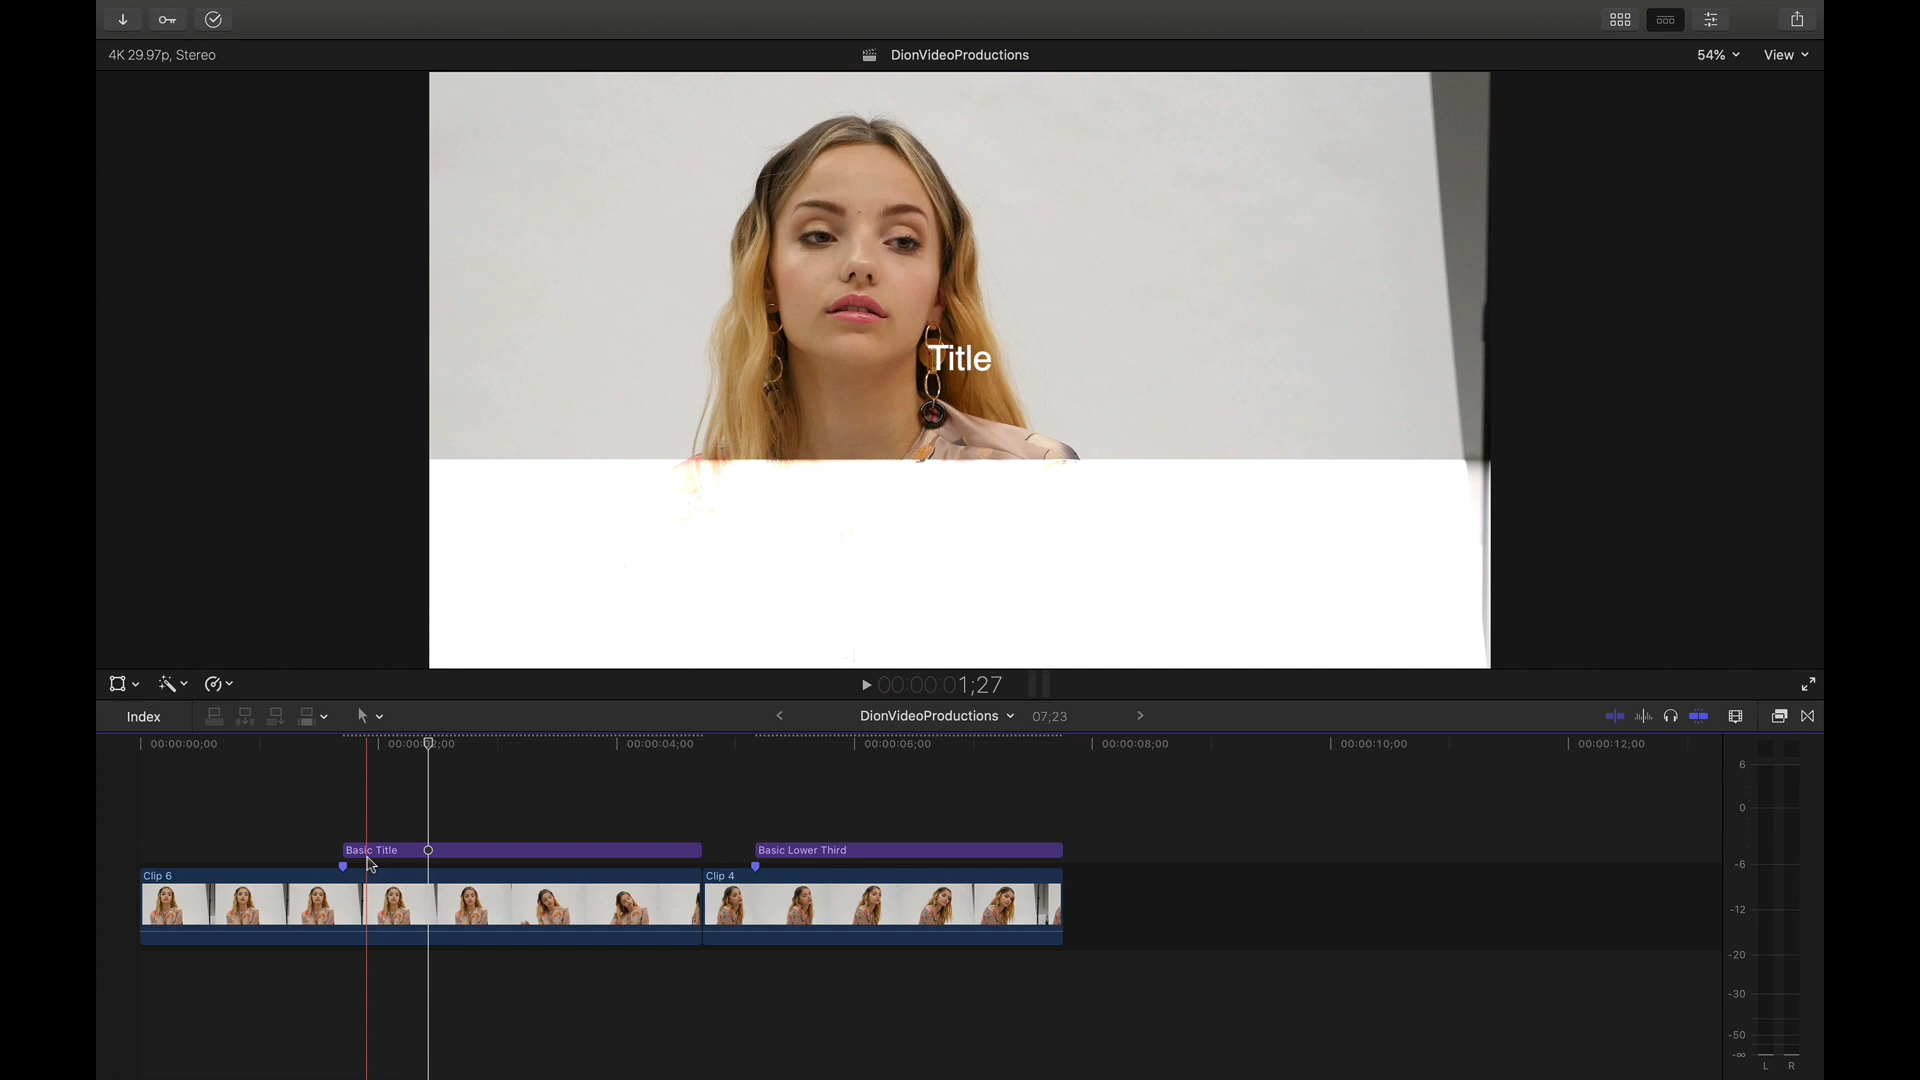 4K 29.97p, Stereo
DionVideoProductions
54%
View
Title
00:00:01;27
Index
DionVideoProductions
07;23
00:00:00;00
00:00:02;00
00:00:04;00
00:00:06;00
00:00:08;00
00:00:10;00
00:00:12;00
Basic Title
Basic Lower Third
Clip 6
Clip 4
6
0
-6
-12
-20
-30
-50
-∞
L
R